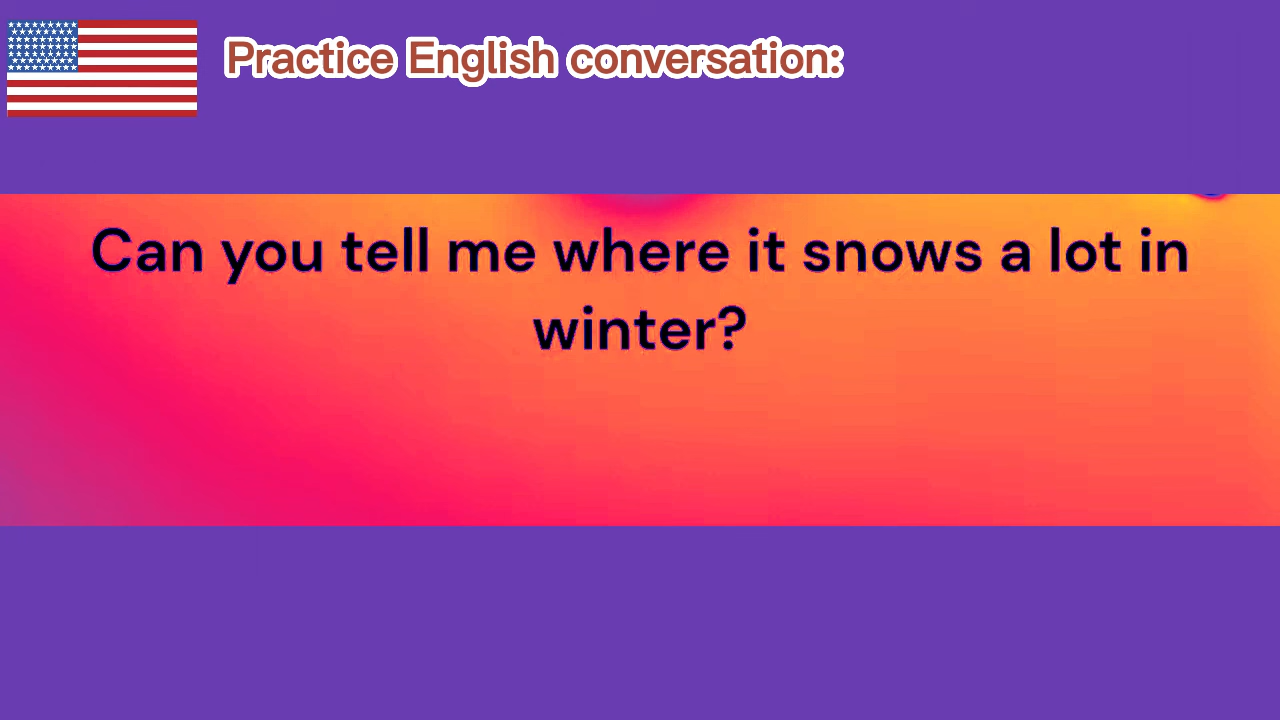 Practice English conversation:
Can you tell me where it snows a lot in
winter?